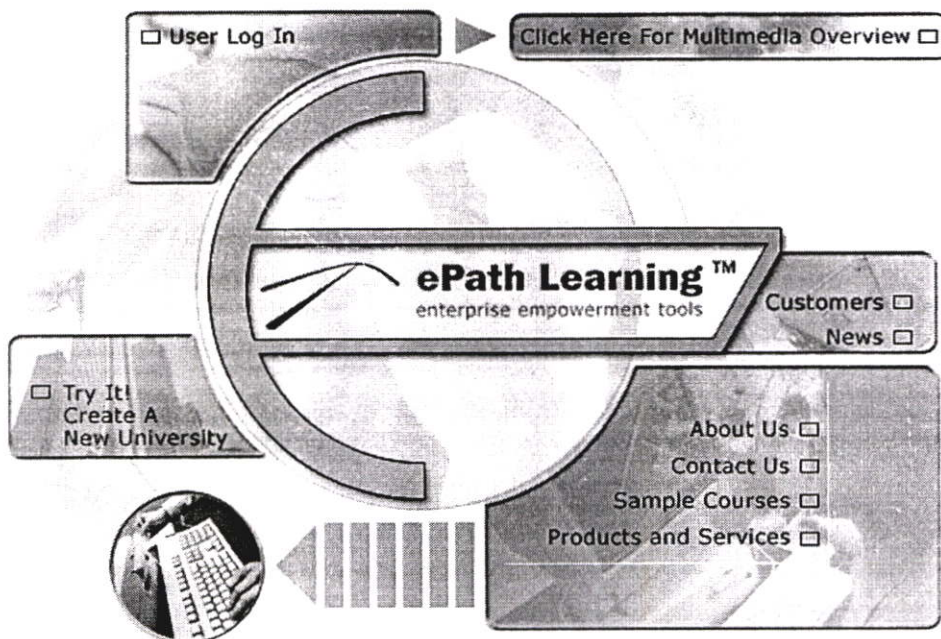 User Log In
Click Here For Multimedia Overview
ePath Learning™
enterprise empowerment tools
Customers
News
Try It!
Create A
New University
About Us
Contact Us
Sample Courses
Products and Services